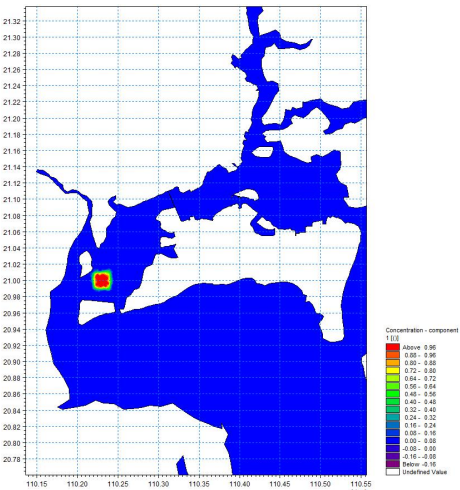 21.32
21.30
21.28
21.26
21.24
21.22
21.20
21.18
21.16
21.14
21.12
21.10
21.08
21.06
21.04
21.02
21.00
20.98
20.96
20.94
20.92
20.90
20.88
20.86
20.84
20.82
20.80
20.78
110.15 110.20 110.25 110.30 110.35 110.40 110.45 110.50 110.55
Concentration - component
1 [()]
Above 0.96
0.88 - 0.96
0.80 - 0.88
0.72 - 0.80
0.64 - 0.72
0.56 - 0.64
0.48 - 0.56
0.40 - 0.48
0.32 - 0.40
0.24 - 0.32
0.16 - 0.24
0.08 - 0.16
0.00 - 0.08
-0.08 - 0.00
-0.16 - -0.08
Below -0.16
Undefined Value